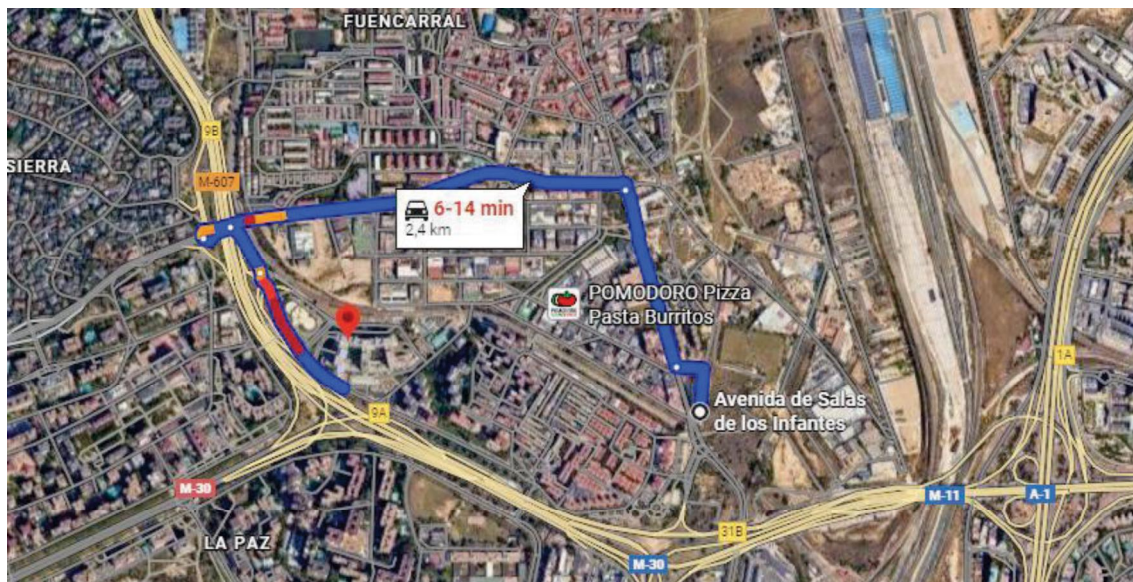 FUENCARRAL
9B
SIERRA
M-607
6-14 min
2,4 km
POMODORO Pizza
Pasta Burritos
1A
Avenida de Salas
de los Infantes
9A
M-30
M-11
A-1
31B
LA PAZ
M-30